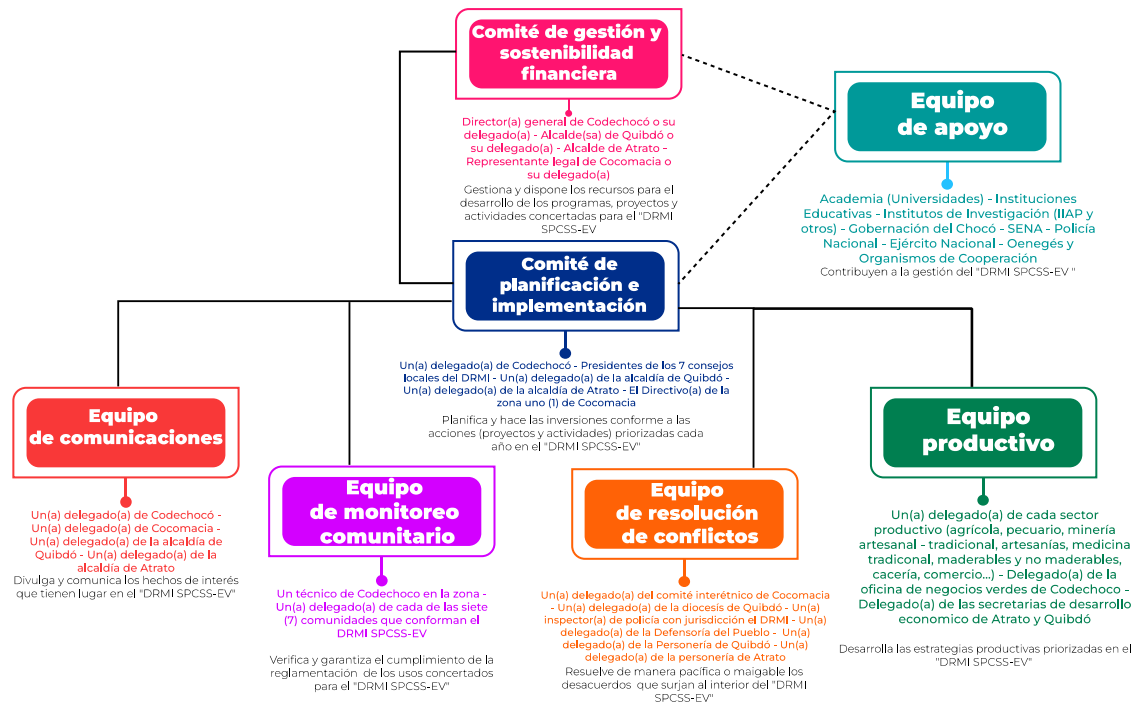 Comité de gestión y
sostenibilidad
financiera
Director(a) general de Codechocó o su
delegado(a) - Alcalde(sa) de Quibdó o
su delegado(a) - Alcalde de Atrato -
Representante legal de Cocomacia o
su delegado(a)
Gestiona y dispone los recursos para el
desarrollo de los programas, proyectos y
actividades concertadas para el "DRMI
SPCSS-EV
Equipo
de apoyo
Academia (Universidades) - Instituciones
Educativas - Institutos de Investigación (IIAP y
otros) - Gobernación del Chocó - SENA - Policía
Nacional - Ejército Nacional - Oenegés y
Organismos de Cooperación
Contribuyen a la gestión del "DRMI SPCSS-EV "
Comité de
planificación e
implementación
Un(a) delegado(a) de Codechocó - Presidentes de los 7 consejos
locales del DRMI - Un(a) delegado(a) de la alcaldía de Quibdó -
Un(a) delegado(a) de la alcaldía de Atrato - El Directivo(a) de la
zona uno (1) de Cocomacia
Planifica y hace las inversiones conforme a las
acciones (proyectos y actividades) priorizadas cada
año en el "DRMI SPCSS-EV"
Equipo
de comunicaciones
Un(a) delegado(a) de Codechocó -
Un(a) delegado(a) de Cocomacia -
Un(a) delegado(a) de la alcaldía de
Quibdó - Un(a) delegado(a) de la
alcaldía de Atrato
Divulga y comunica los hechos de interés
que tienen lugar en el "DRMI SPCSS-EV"
Equipo
de monitoreo
comunitario
Un técnico de Codechoco en la zona -
Un(a) delegado(a) de cada de las siete
(7) comunidades que conforman el
DRMI SPCSS-EV
Verifica y garantiza el cumplimiento de la
reglamentación de los usos concertados
para el "DRMI SPCSS-EV"
Equipo
de resolución
de conflictos
Un(a) delegado(a) del comité interétnico de Cocomacia
- Un(a) delegado(a) de la diocesís de Quibdó - Un(a)
inspector(a) de policía con jurisdicción el DRMI - Un(a)
delegado(a) de la Defensoría del Pueblo - Un(a)
delegado(a) de la Personería de Quibdó - Un(a)
delegado(a) de la personería de Atrato
Resuelve de manera pacífica o maigable los
desacuerdos que surjan al interior del "DRMI
SPCSS-EV"
Equipo
productivo
Un(a) delegado(a) de cada sector
productivo (agrícola, pecuario, minería
artesanal - tradicional, artesanías, medicina
tradiconal, maderables y no maderables,
cacería, comercio...) - Delegado(a) de la
oficina de negocios verdes de Codechoco -
Delegado(a) de las secretarias de desarrollo
economico de Atrato y Quibdó
Desarrolla las estrategias productivas priorizadas en el
"DRMI SPCSS-EV"